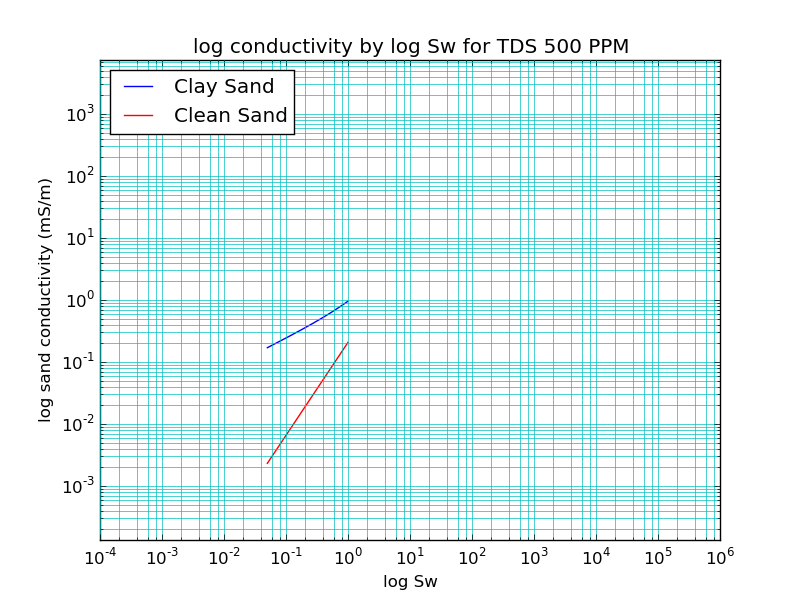 log conductivity by log Sw for TDS 500 PPM
Clay Sand
Clean Sand
log sand conductivity (mS/m)
10³
10²
10¹
10⁰
10⁻¹
10⁻²
10⁻³
10⁻⁴ 10⁻³ 10⁻² 10⁻¹ 10⁰ 10¹ 10² 10³ 10⁴ 10⁵ 10⁶
log Sw